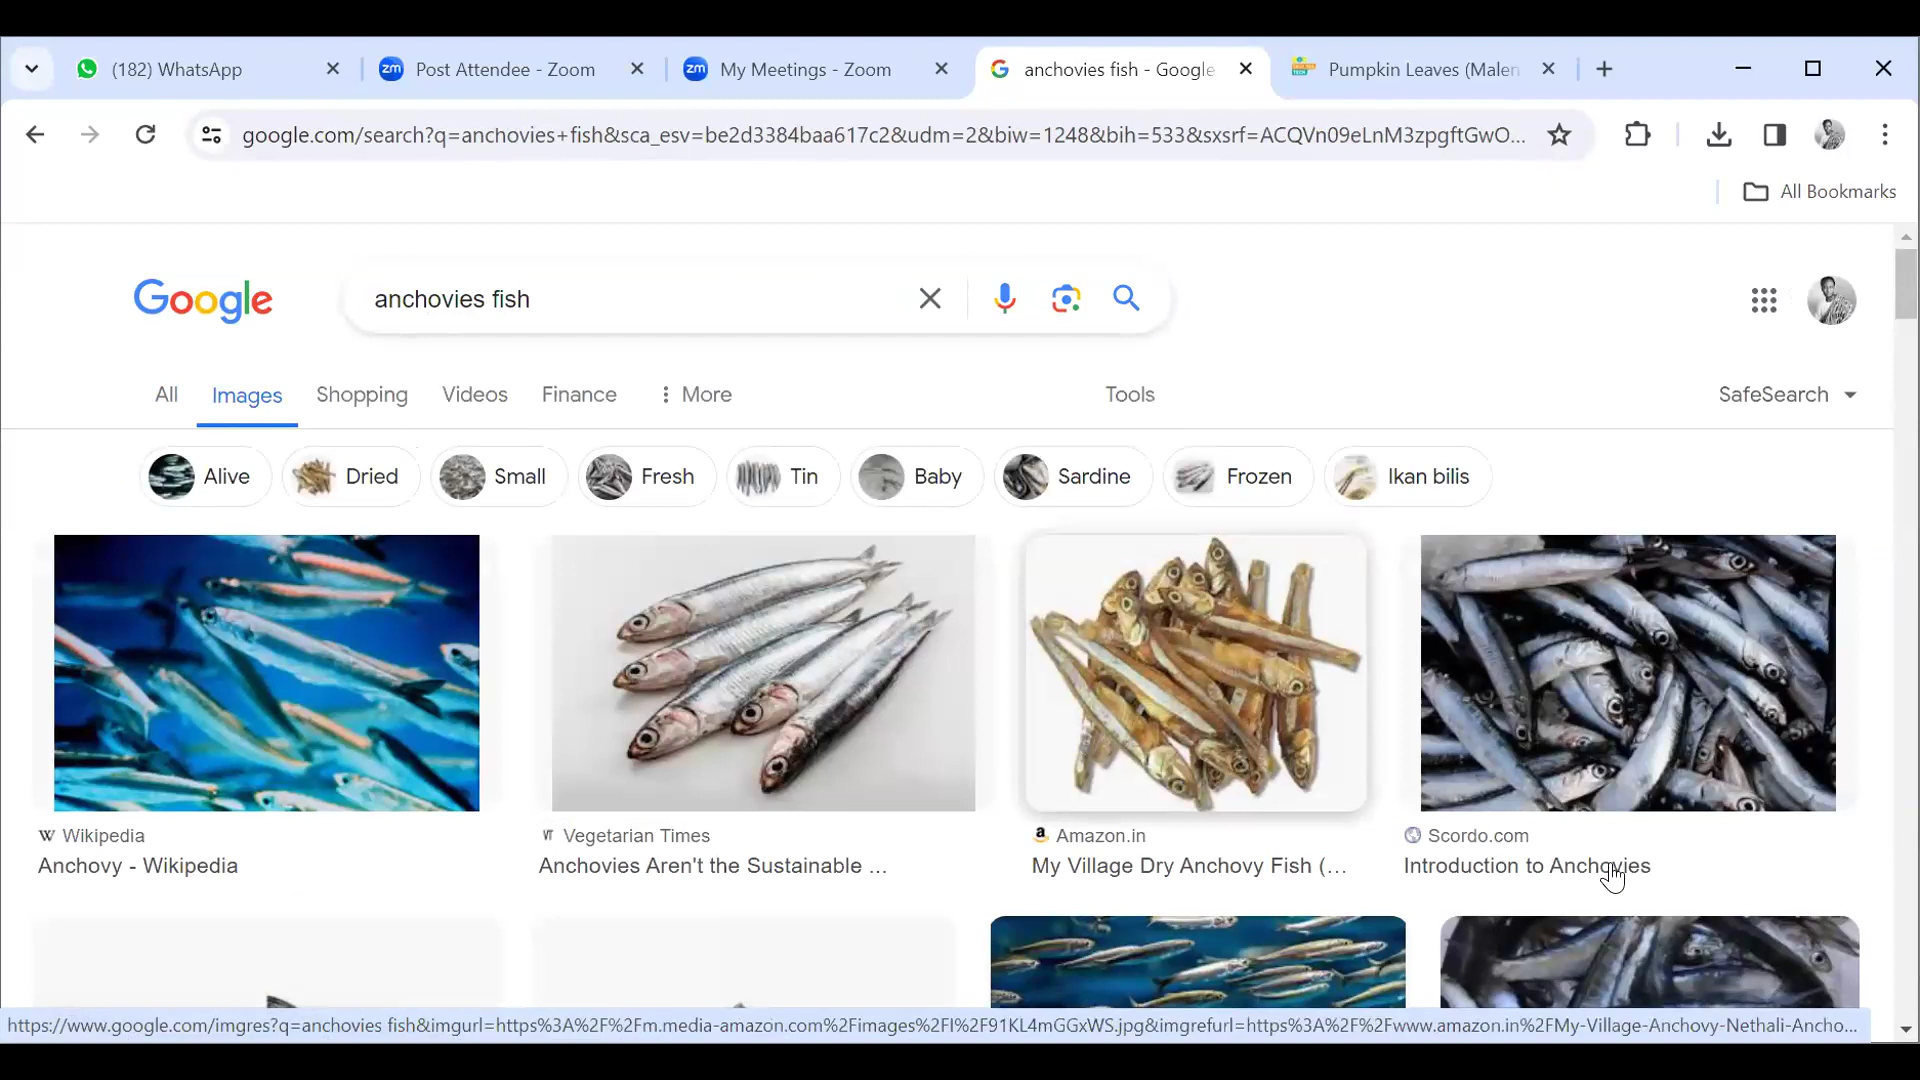 (182) WhatsApp
Post Attendee - Zoom
My Meetings - Zoom
anchovies fish - Google
Pumpkin Leaves (Malen
google.com/search?q=anchovies+fish&sca_esv=be2d3384baa617c2&udm=2&biw=1248&bih=533&sxsrf=ACQVn09eLnM3zpgftGwO...
All Bookmarks
Google
anchovies fish
All
Images
Shopping
Videos
Finance
More
Tools
SafeSearch
Alive
Dried
Small
Fresh
Tin
Baby
Sardine
Frozen
Ikan bilis
W Wikipedia
Anchovy - Wikipedia
VT Vegetarian Times
Anchovies Aren't the Sustainable ...
a Amazon.in
My Village Dry Anchovy Fish (...
Scordo.com
Introduction to Anchovies
https://www.google.com/imgres?q=anchovies fish&imgurl=https%3A%2F%2Fm.media-amazon.com%2Fimages%2FI%2F91KL4mGGxWS.jpg&imgrefurl=https%3A%2F%2Fwww.amazon.in%2FMy-Village-Anchovy-Nethali-Ancho...